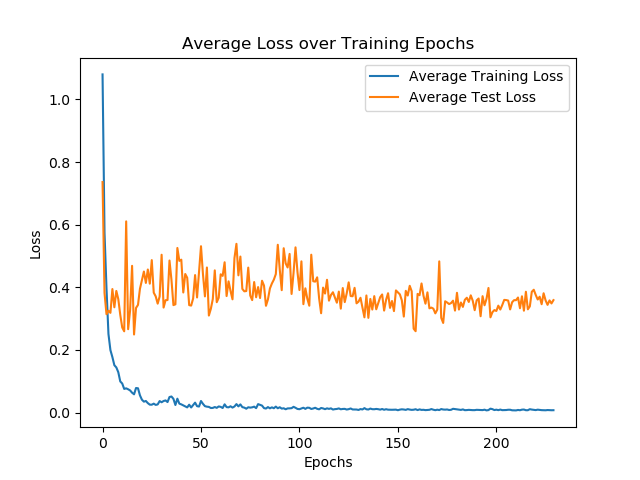 Average Loss over Training Epochs
Average Training Loss
Average Test Loss
1.0
0.8
0.6
0.4
0.2
0.0
Loss
0
50
100
150
200
Epochs